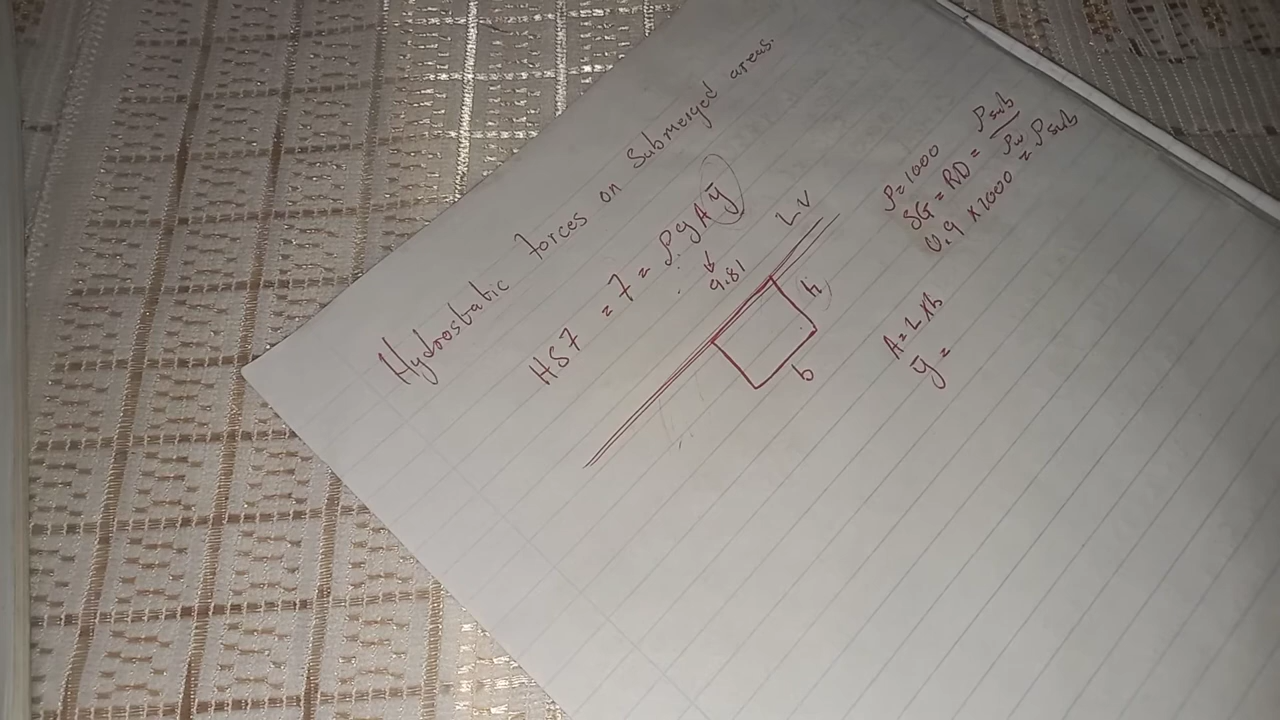 Hydrostatic forces on Submerged areas.
HSF = F = ρgAȳ
9.81
LV
h
b
ρ=1000
SG = RD = ρsub/ρw
0.9 x 1000 = ρsub
A = L x b
ȳ =